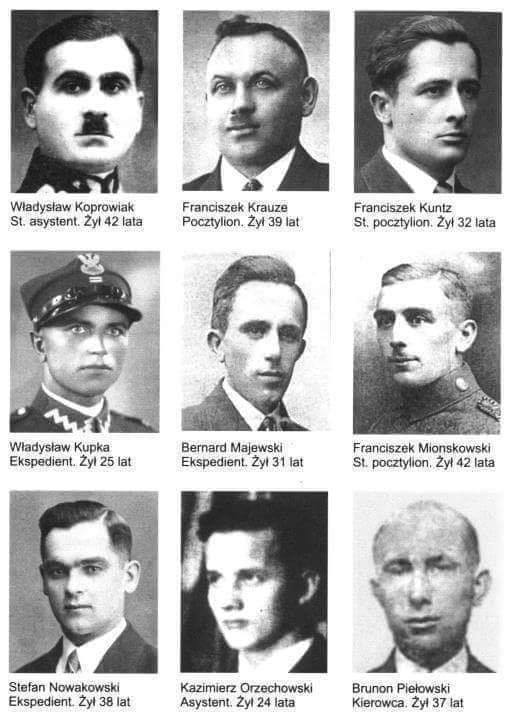 Władysław Koprowiak
St. asystent. Żył 42 lata
Franciszek Krauze
Pocztylion. Żył 39 lat
Franciszek Kuntz
St. pocztylion. Żył 32 lata
Władysław Kupka
Ekspedient. Żył 25 lat
Bernard Majewski
Ekspedient. Żył 31 lat
Franciszek Mionskowski
St. pocztylion. Żył 42 lata
Stefan Nowakowski
Ekspedient. Żył 38 lat
Kazimierz Orzechowski
Asystent. Żył 24 lata
Brunon Piełowski
Kierowca. Żył 37 lat